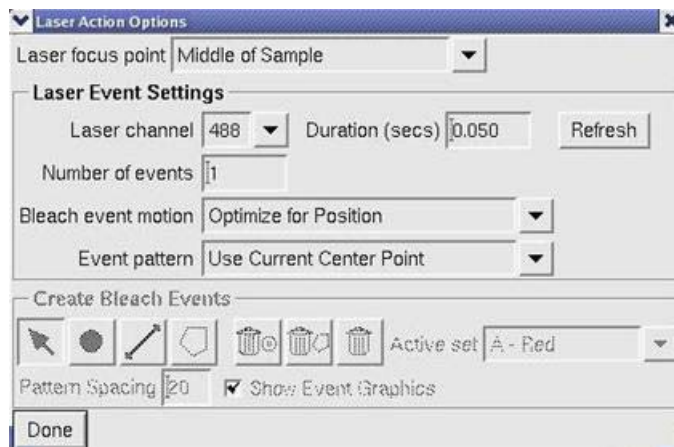 Laser Action Options
Laser focus point Middle of Sample
Laser Event Settings
Laser channel 488 Duration (secs) 0.050 Refresh
Number of events 1
Bleach event motion Optimize for Position
Event pattern Use Current Center Point
Create Bleach Events
Active set A - Red
Pattern Spacing 20 Show Event Graphics
Done